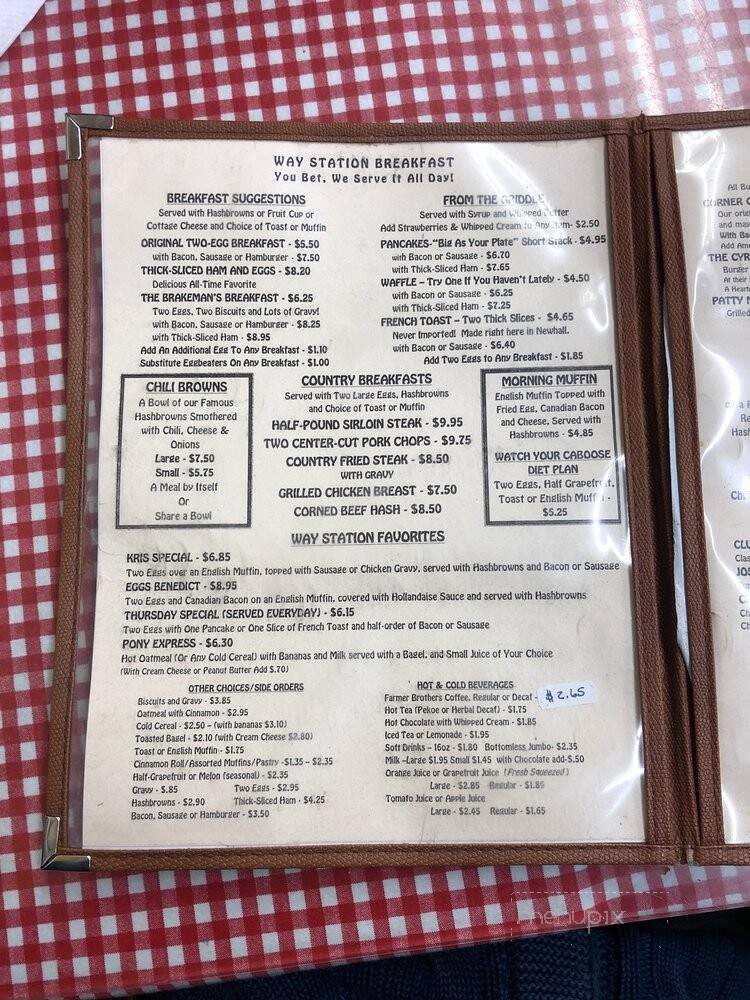 WAY STATION BREAKFAST
You Bet, We Serve It All Day!
BREAKFAST SUGGESTIONS
Served with Hashbrowns or Fruit Cup or
Cottage Cheese and Choice of Toast or Muffin
ORIGINAL TWO-EGG BREAKFAST - $5.50
with Bacon, Sausage or Hamburger - $7.50
THICK-SLICED HAM AND EGGS - $8.20
Delicious All-Time Favorite
THE BRAKEMAN'S BREAKFAST - $6.25
Two Eggs, Two Biscuits and Lots of Gravy!
with Bacon, Sausage or Hamburger - $8.25
with Thick-Sliced Ham - $8.95
Add An Additional Egg To Any Breakfast - $1.10
Substitute Eggbeaters On Any Breakfast - $1.00
FROM THE GRIDDLE
Served with Syrup and Whipped Butter
Add Strawberries & Whipped Cream to Any Item- $2.50
PANCAKES-"Big As Your Plate" Short Stack - $4.95
with Bacon or Sausage - $6.70
with Thick-Sliced Ham - $7.65
WAFFLE - Try One If You Haven't Lately - $4.50
with Bacon or Sausage - $6.25
with Thick-Sliced Ham - $7.25
FRENCH TOAST - Two Thick Slices - $4.65
Never Imported! Made right here in Newhall.
with Bacon or Sausage - $6.40
Add Two Eggs to Any Breakfast - $1.85
CHILI BROWNS
A Bowl of our Famous
Hashbrowns Smothered
with Chili, Cheese &
Onions
Large - $7.50
Small - $5.75
A Meal by Itself
Or
Share a Bowl
COUNTRY BREAKFASTS
Served with Two Large Eggs, Hashbrowns
and Choice of Toast or Muffin
HALF-POUND SIRLOIN STEAK - $9.95
TWO CENTER-CUT PORK CHOPS - $9.75
COUNTRY FRIED STEAK - $8.50
WITH GRAVY
GRILLED CHICKEN BREAST - $7.50
CORNED BEEF HASH - $8.50
MORNING MUFFIN
English Muffin Topped with
Fried Egg, Canadian Bacon
and Cheese, Served with
Hashbrowns - $4.85
WATCH YOUR CABOOSE
DIET PLAN
Two Eggs, Half Grapefruit,
Toast or English Muffin -
$5.25
WAY STATION FAVORITES
KRIS SPECIAL - $6.85
Two Eggs over an English Muffin, topped with Sausage or Chicken Gravy, served with Hashbrowns and Bacon or Sausage
EGGS BENEDICT - $8.95
Two Eggs and Canadian Bacon on an English Muffin, covered with Hollandaise Sauce and served with Hashbrowns
THURSDAY SPECIAL (SERVED EVERYDAY) - $6.15
Two Eggs with One Pancake or One Slice of French Toast and half-order of Bacon or Sausage
PONY EXPRESS - $6.30
Hot Oatmeal (Or Any Cold Cereal) with Bananas and Milk served with a Bagel, and Small Juice of Your Choice
(With Cream Cheese or Peanut Butter Add $.70)
OTHER CHOICES/SIDE ORDERS
Biscuits and Gravy - $3.85
Oatmeal with Cinnamon - $2.95
Cold Cereal - $2.50 - (with bananas $3.10)
Toasted Bagel - $2.10 (with Cream Cheese $2.80)
Toast or English Muffin - $1.75
Cinnamon Roll/Assorted Muffins/Pastry -$1.35 - $2.35
Half-Grapefruit or Melon (seasonal) - $2.35
Gravy - $.85 Two Eggs - $2.95
Hashbrowns - $2.90 Thick-Sliced Ham - $4.25
Bacon, Sausage or Hamburger - $3.50
HOT & COLD BEVERAGES
Farmer Brothers Coffee, Regular or Decaf - $2.65
Hot Tea (Pekoe or Herbal Decaf) - $1.75
Hot Chocolate with Whipped Cream - $1.85
Iced Tea or Lemonade - $1.95
Soft Drinks - 16oz - $1.80 Bottomless Jumbo- $2.35
Milk -Large $1.95 Small $1.45 with Chocolate add-$.50
Orange Juice or Grapefruit Juice (Fresh Squeezed)
Large - $2.85 Regular - $1.85
Tomato Juice or Apple Juice
Large - $2.45 Regular - $1.65
All
CORNER
Our
and may
With
Add
THE
Burger
At their
A
PATTY
menupix